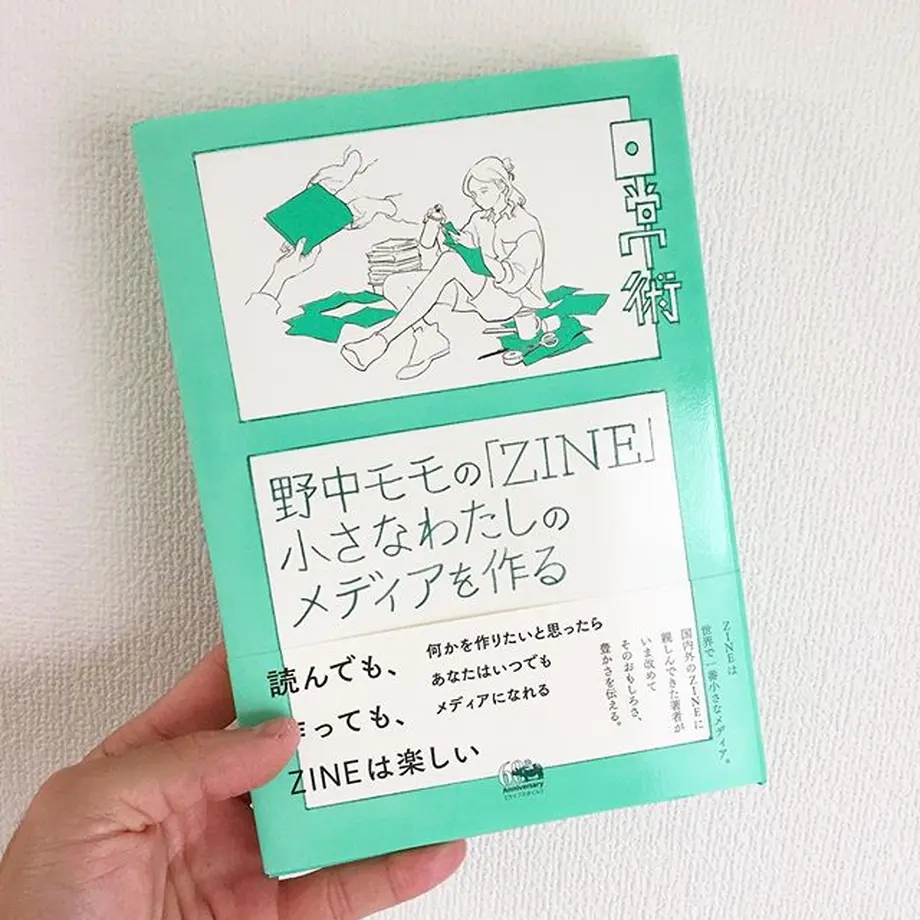 日常術
野中モモの「ZINE」
小さなわたしの
メディアを作る
読んでも、
っても、
ZINEは楽しい
何かを作りたいと思ったら
あなたはいつでも
メディアになれる
ZINEは
世界で一番小さなメディア。
国内外のZINEに
親しんできた著者が
いま改めて
そのおもしろさ、
豊かさを伝える。
60th
Anniversary